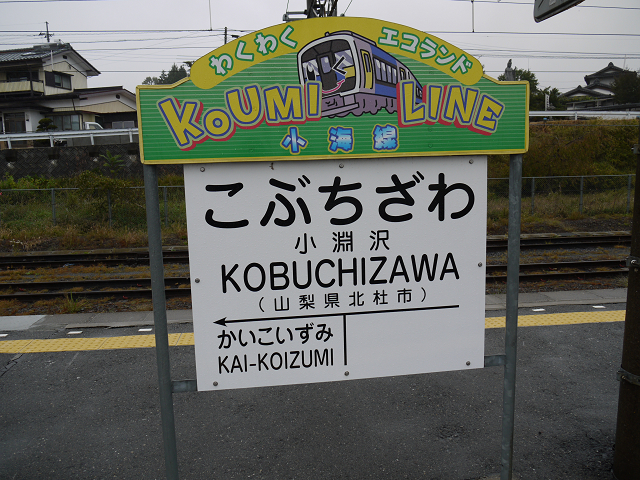 わくわく エコランド
KOUMI LINE
小海線
こぶちざわ
小淵沢
KOBUCHIZAWA
(山梨県北杜市)
かいこいずみ
KAI-KOIZUMI